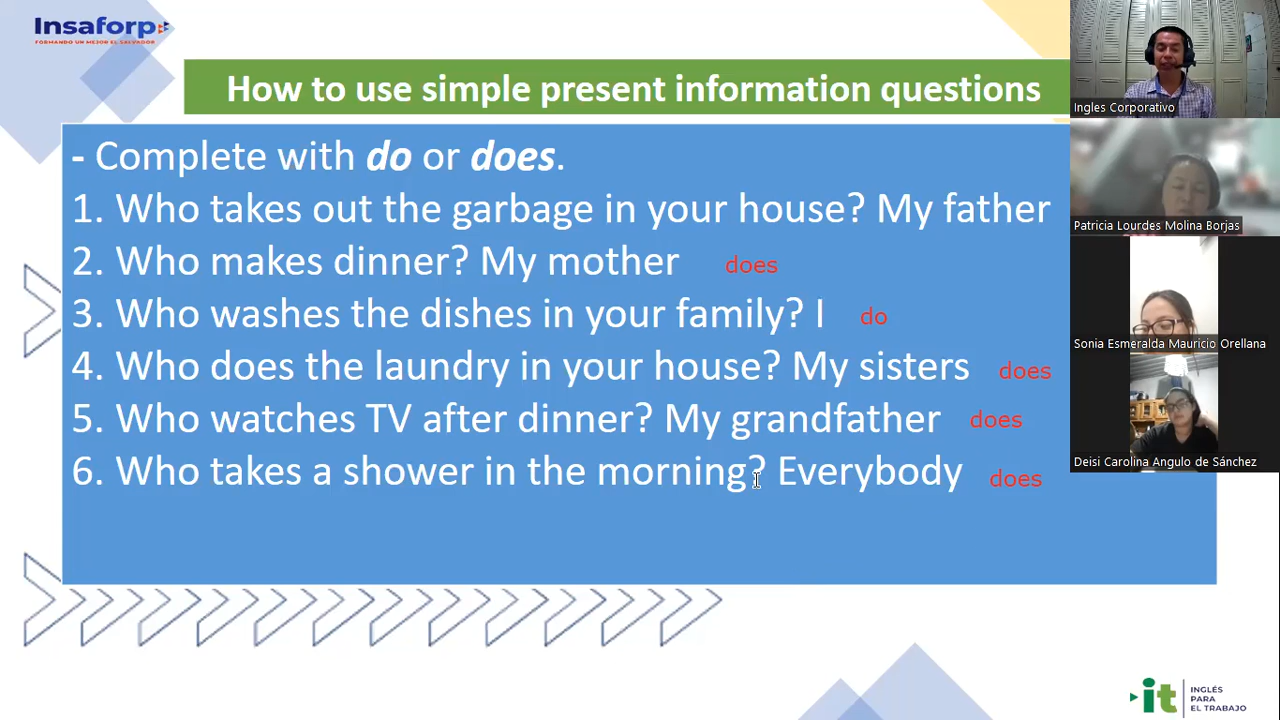 Insaforp
FORMANDO UN MEJOR EL SALVADOR
How to use simple present information questions
- Complete with do or does.
1. Who takes out the garbage in your house? My father
2. Who makes dinner? My mother does
3. Who washes the dishes in your family? I do
4. Who does the laundry in your house? My sisters does
5. Who watches TV after dinner? My grandfather does
6. Who takes a shower in the morning? Everybody does
Ingles Corporativo
Patricia Lourdes Molina Borjas
Sonia Esmeralda Mauricio Orellana
Deisi Carolina Angulo de Sánchez
it
INGLÉS
PARA
EL TRABAJO